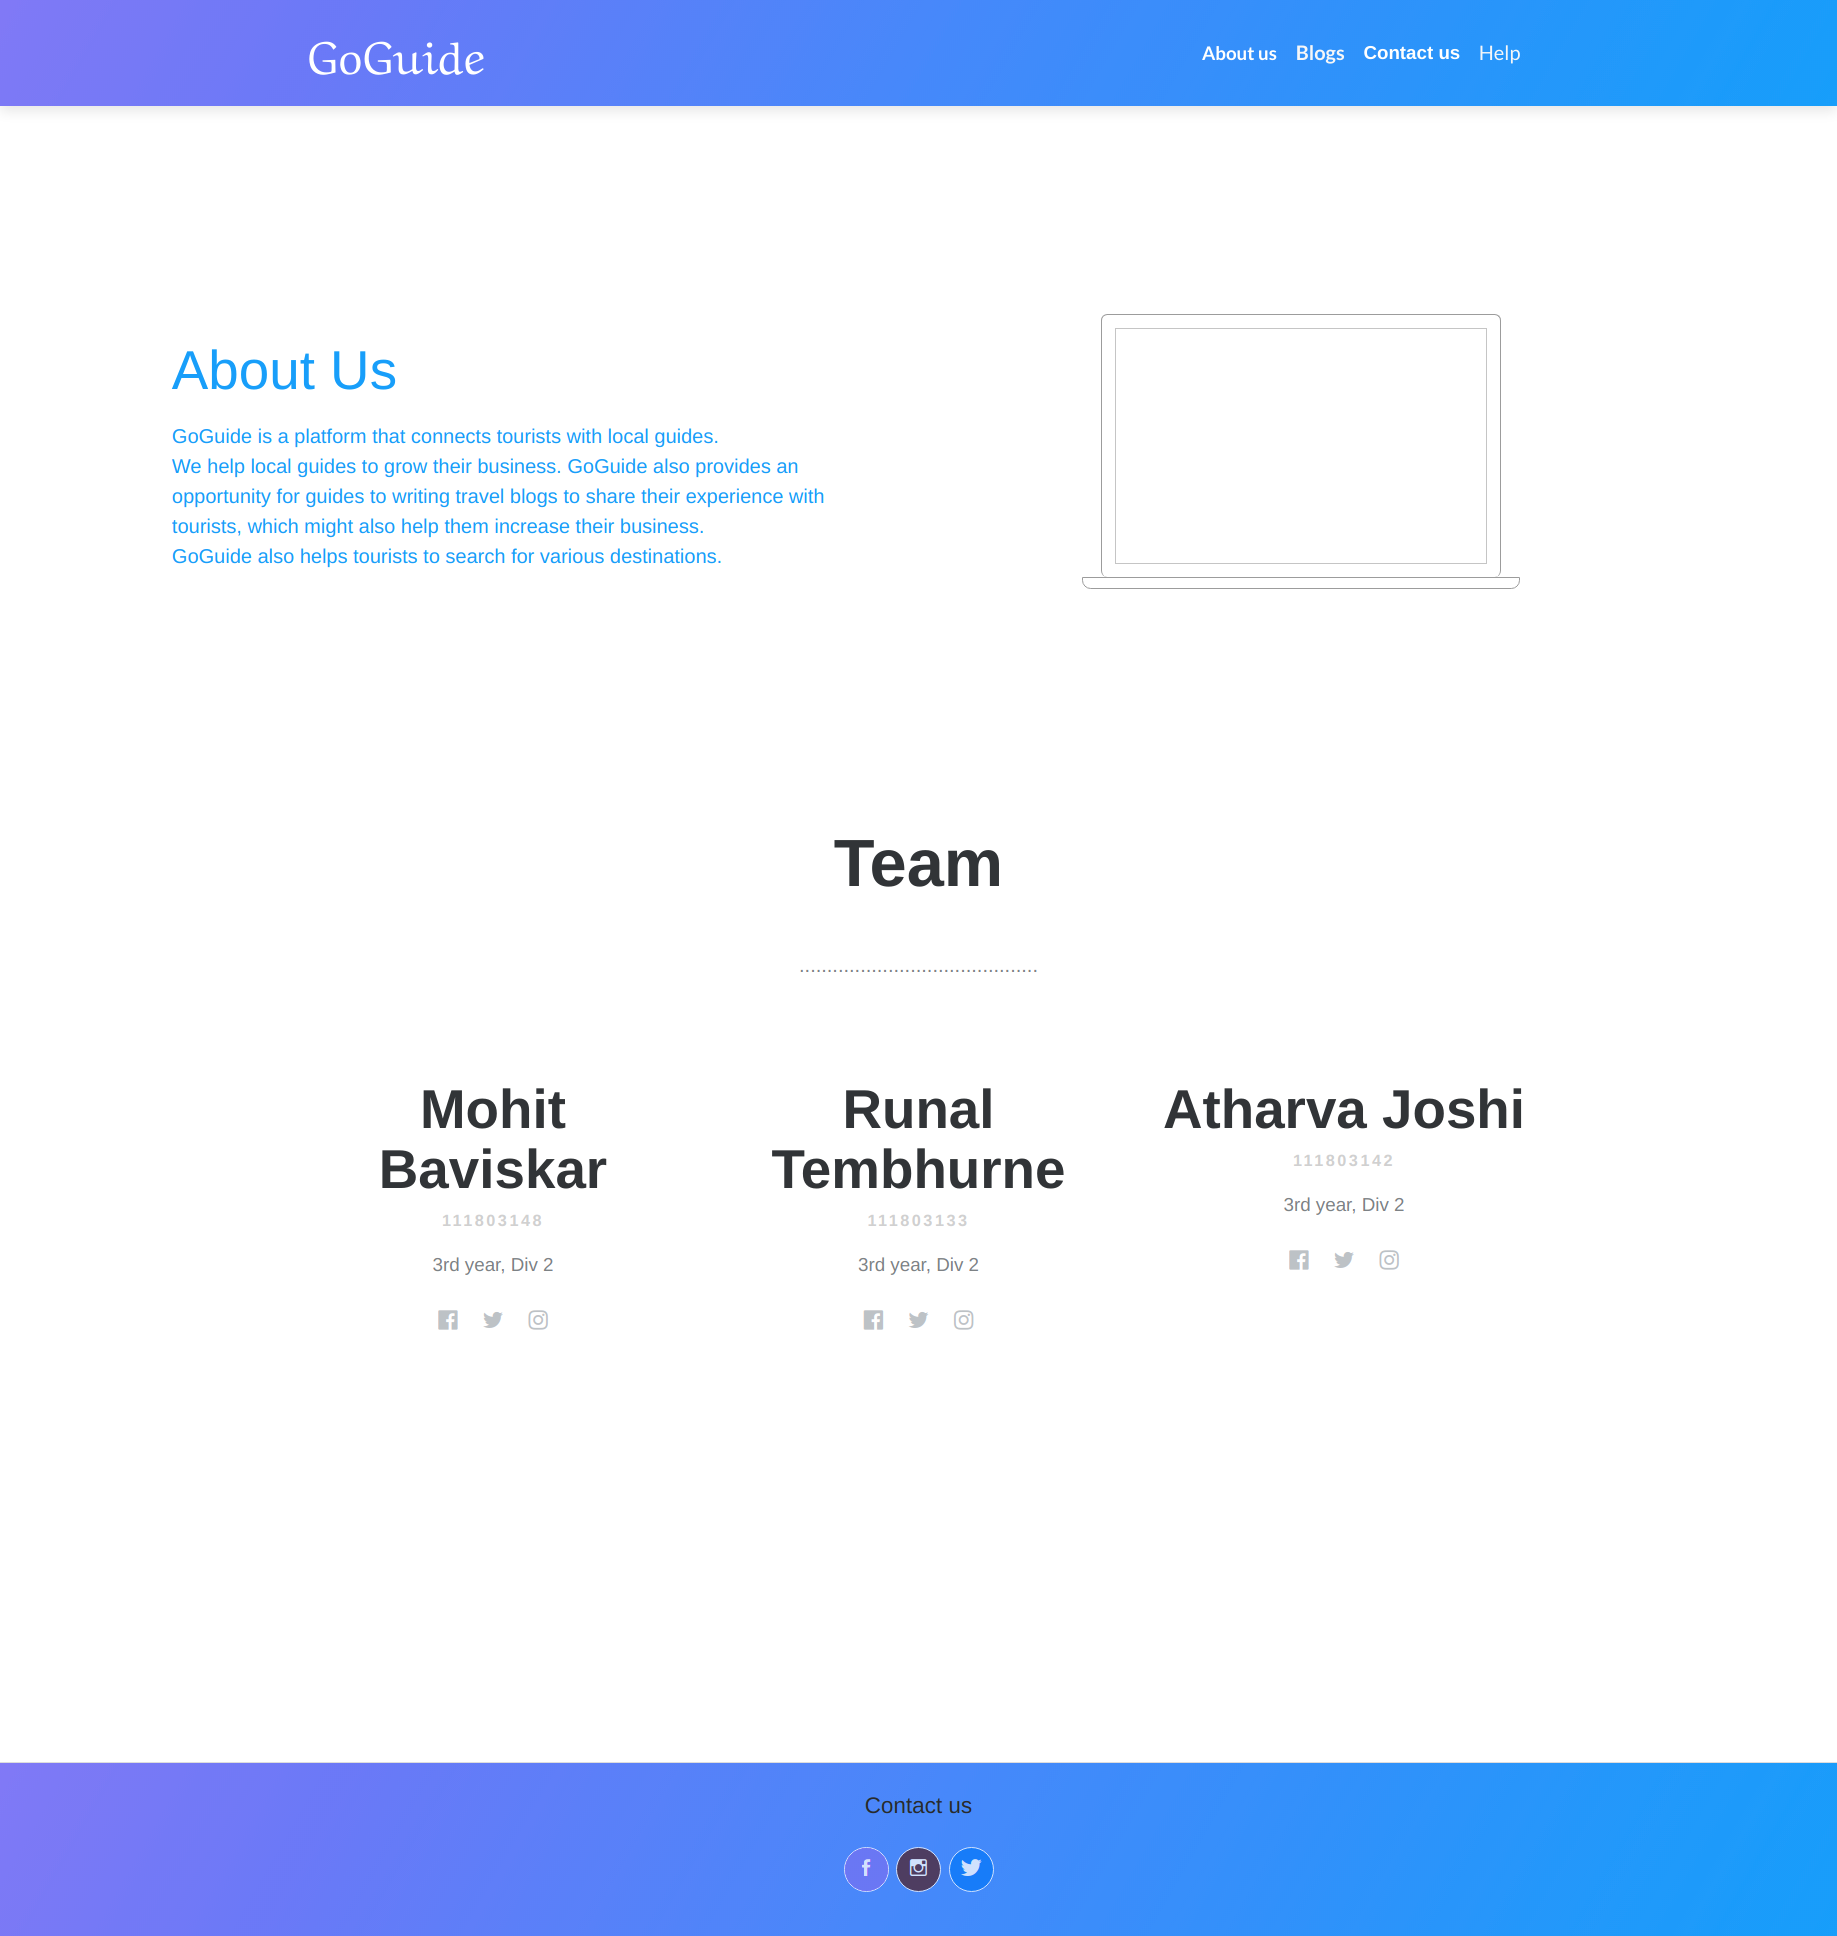 GoGuide
About us Blogs Contact us Help
About Us
GoGuide is a platform that connects tourists with local guides.
We help local guides to grow their business. GoGuide also provides an
opportunity for guides to writing travel blogs to share their experience with
tourists, which might also help them increase their business.
GoGuide also helps tourists to search for various destinations.
Team
Mohit
Baviskar
111803148
3rd year, Div 2
Runal
Tembhurne
111803133
3rd year, Div 2
Atharva Joshi
111803142
3rd year, Div 2
Contact us